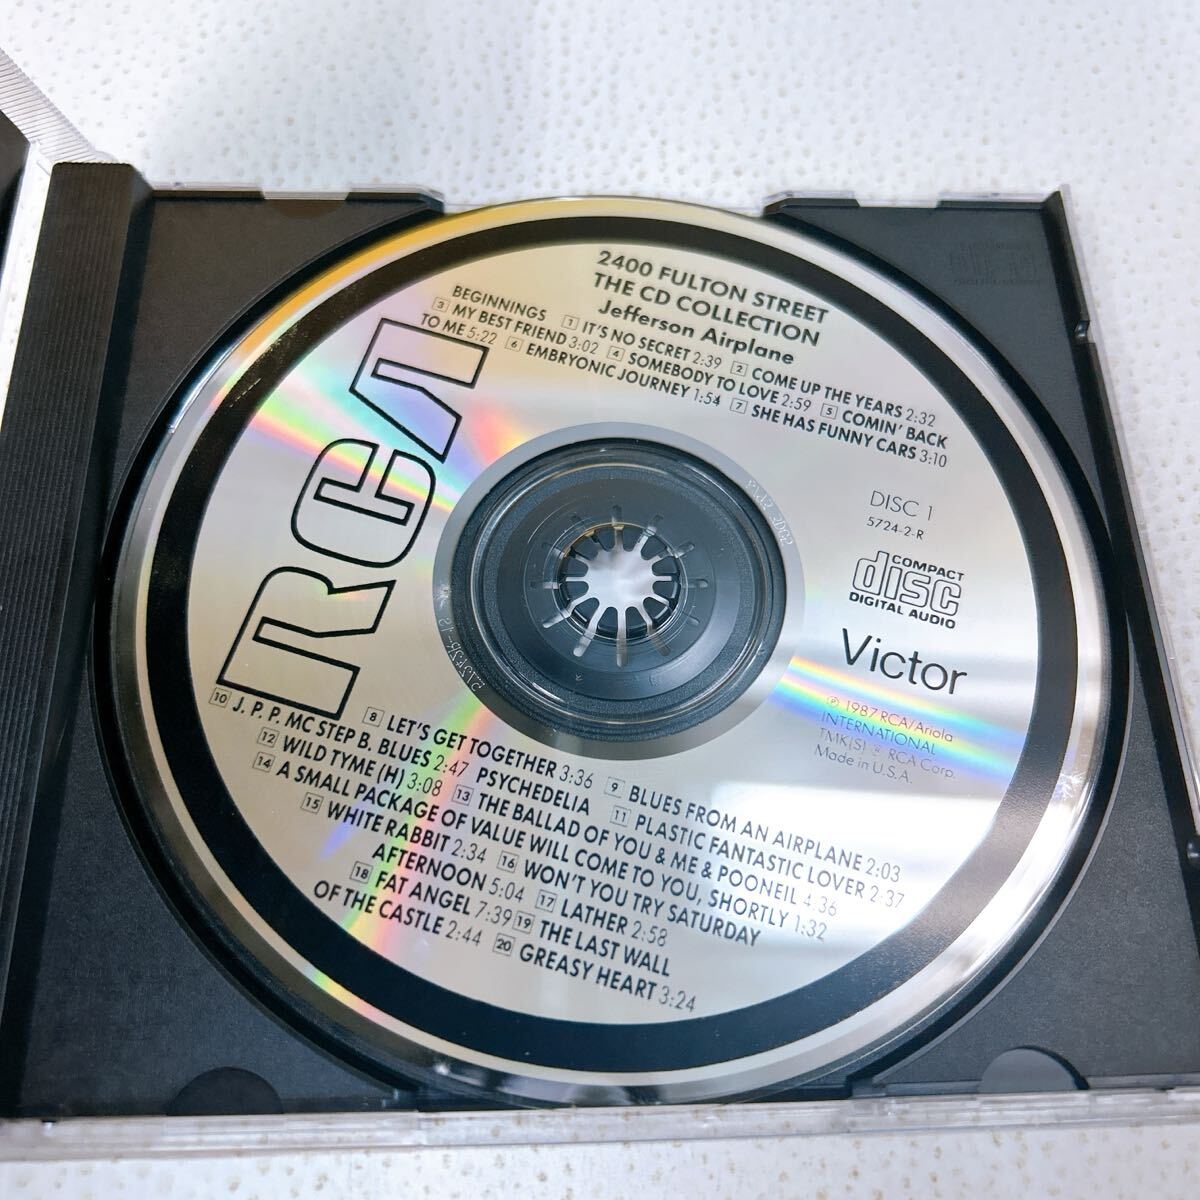 2400 FULTON STREET
THE CD COLLECTION
Jefferson Airplane
BEGINNINGS 1 IT'S NO SECRET 2:39 2 COME UP THE YEARS 2:32
3 MY BEST FRIEND 3:02 4 SOMEBODY TO LOVE 2:59 5 COMIN' BACK
TO ME 5:22 6 EMBRYONIC JOURNEY 1:54 7 SHE HAS FUNNY CARS 3:10
RCA
DISC 1
5724-2-R
COMPACT
disc
DIGITAL AUDIO
Victor
℗ 1987 RCA/Ariola
INTERNATIONAL
TMK(S) ® RCA Corp.
Made in U.S.A.
8 LET'S GET TOGETHER 3:36 9 BLUES FROM AN AIRPLANE 2:03
10 J. P. P. MC STEP B. BLUES 2:47 PSYCHEDELIA 11 PLASTIC FANTASTIC LOVER 2:37
12 WILD TYME (H) 3:08 13 THE BALLAD OF YOU & ME & POONEIL 4:36
14 A SMALL PACKAGE OF VALUE WILL COME TO YOU, SHORTLY 1:32
15 WHITE RABBIT 2:34 16 WON'T YOU TRY SATURDAY
AFTERNOON 5:04 17 LATHER 2:58
18 FAT ANGEL 7:39 19 THE LAST WALL
OF THE CASTLE 2:44 20 GREASY HEART 3:24